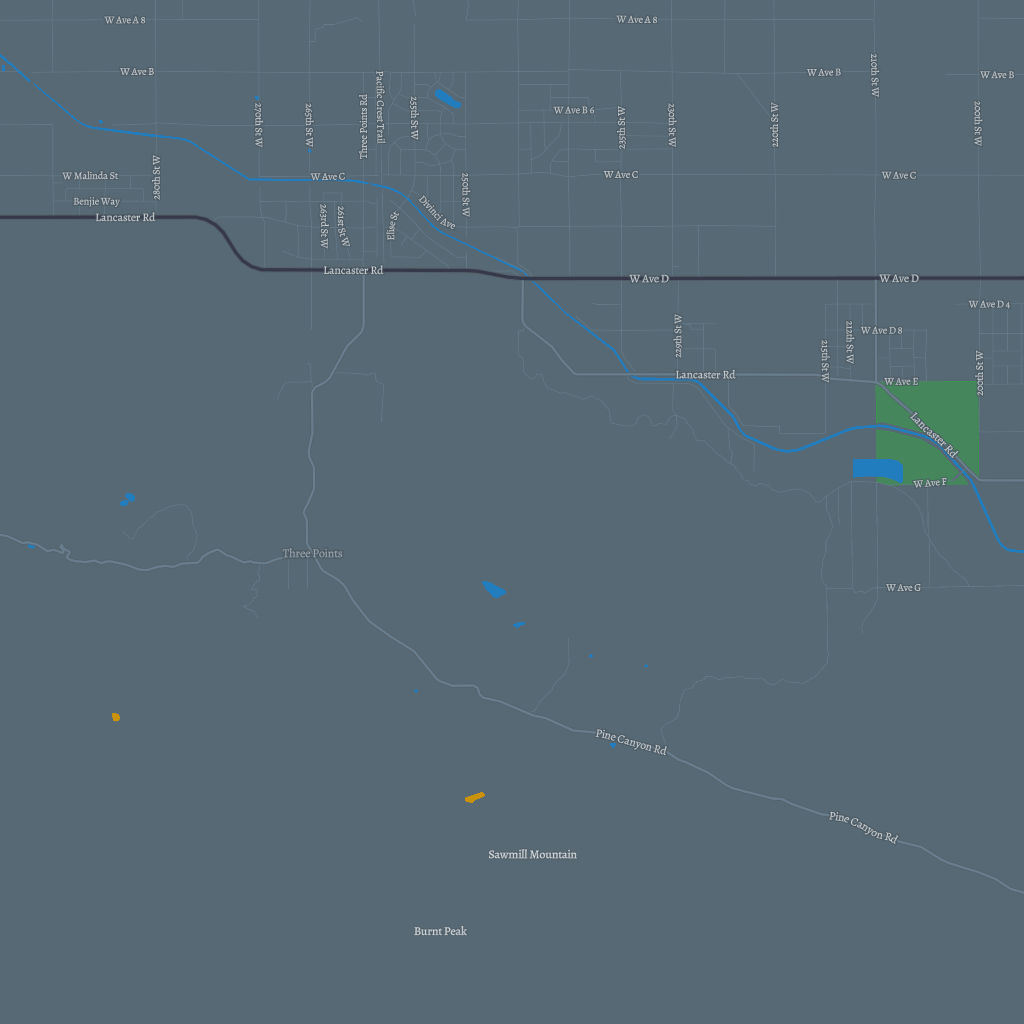 W Ave A 8
W Ave A 8
W Ave B
W Ave B
W Ave B
210th St W
Pacific Crest Trail
Three Points Rd
255th St W
270th St W
265th St W
W Ave B 6
235th St W
230th St W
220th St W
200th St W
W Malinda St
280th St W
W Ave C
W Ave C
W Ave C
250th St W
Benjie Way
Lancaster Rd
263rd St W
261st St W
Elise St
Divinci Ave
Lancaster Rd
W Ave D
W Ave D
W Ave D 4
229th St W
215th St W
212th St W
W Ave D 8
Lancaster Rd
W Ave E
200th St W
Lancaster Rd
W Ave F
Three Points
W Ave G
Pine Canyon Rd
Pine Canyon Rd
Sawmill Mountain
Burnt Peak